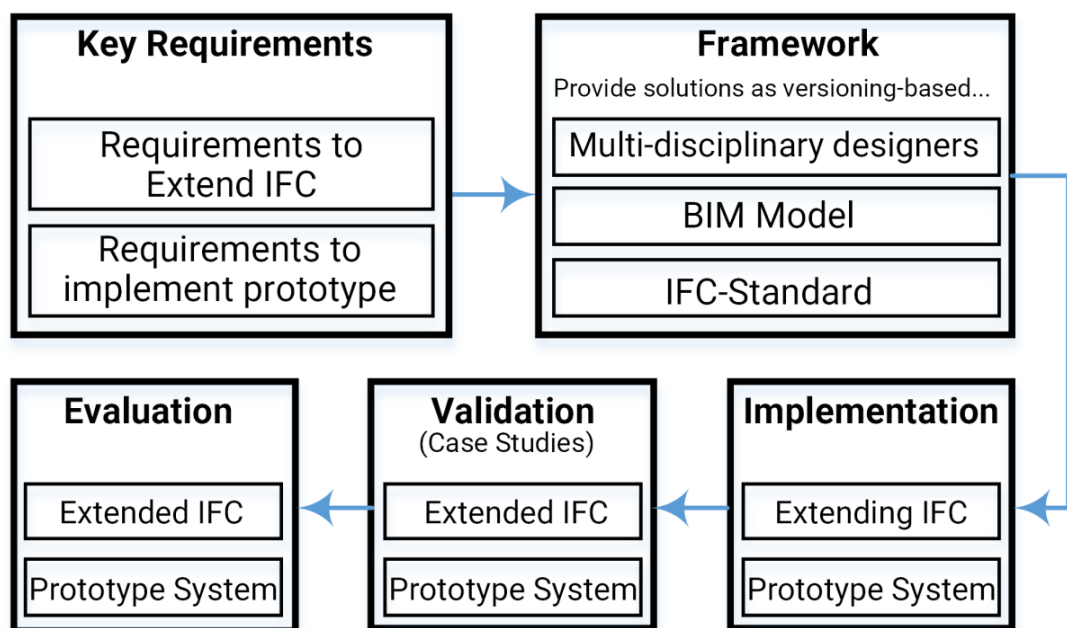 Key Requirements
Requirements to
Extend IFC
Requirements to
implement prototype
Framework
Provide solutions as versioning-based...
Multi-disciplinary designers
BIM Model
IFC-Standard
Evaluation
Extended IFC
Prototype System
Validation
(Case Studies)
Extended IFC
Prototype System
Implementation
Extending IFC
Prototype System